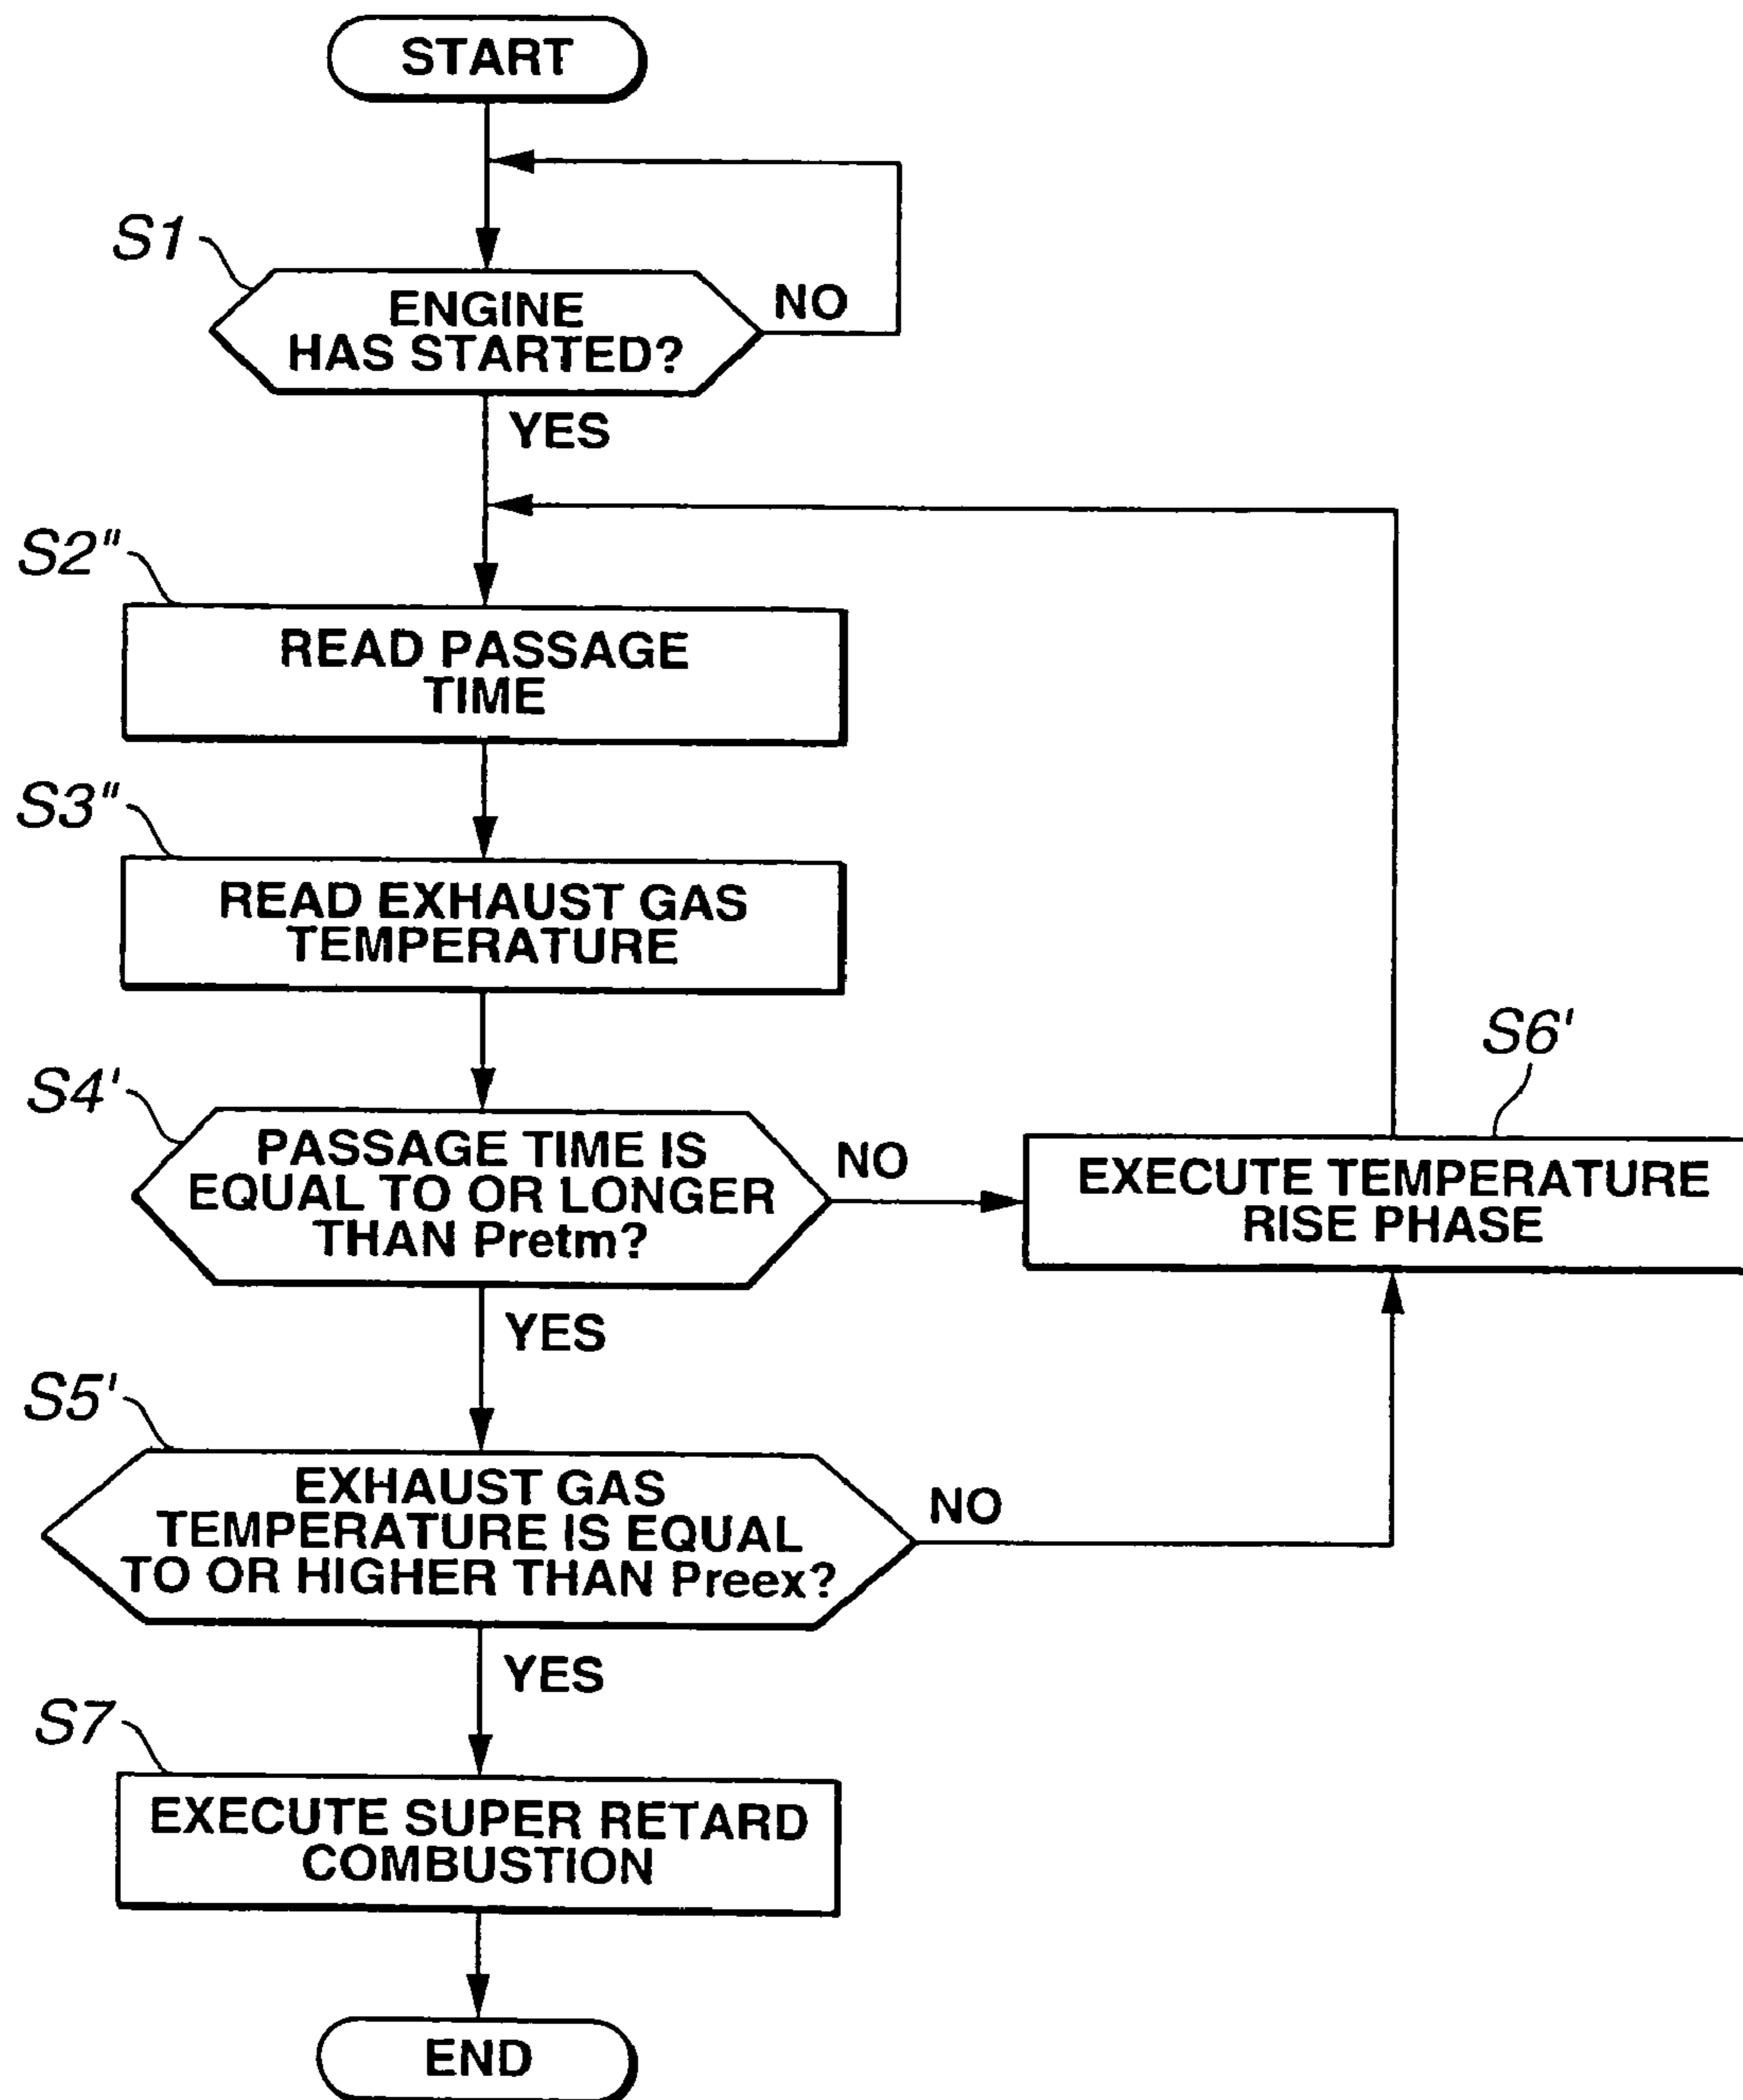 START
S1
ENGINE
HAS STARTED?
NO
YES
S2"
READ PASSAGE
TIME
S3"
READ EXHAUST GAS
TEMPERATURE
S4'
PASSAGE TIME IS
EQUAL TO OR LONGER
THAN Pretm?
NO
S6'
EXECUTE TEMPERATURE
RISE PHASE
YES
S5'
EXHAUST GAS
TEMPERATURE IS EQUAL
TO OR HIGHER THAN Preex?
NO
YES
S7
EXECUTE SUPER RETARD
COMBUSTION
END